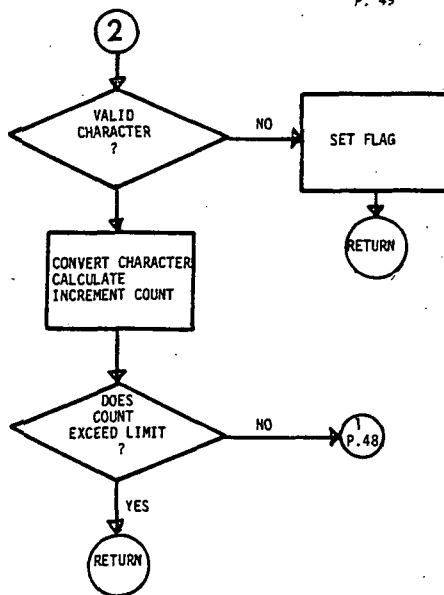 P. 49
2
VALID
CHARACTER
?
NO
SET FLAG
RETURN
CONVERT CHARACTER
CALCULATE
INCREMENT COUNT
DOES
COUNT
EXCEED LIMIT
?
NO
1
P.48
YES
RETURN